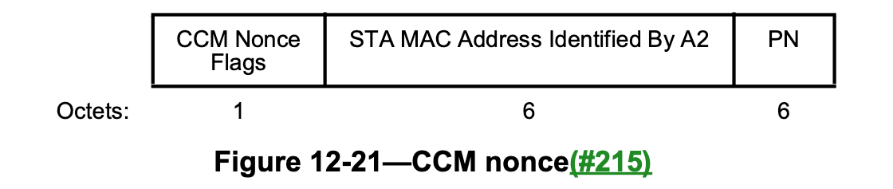 CCM Nonce Flags STA MAC Address Identified By A2 PN
Octets: 1 6 6
Figure 12-21—CCM nonce(#215)